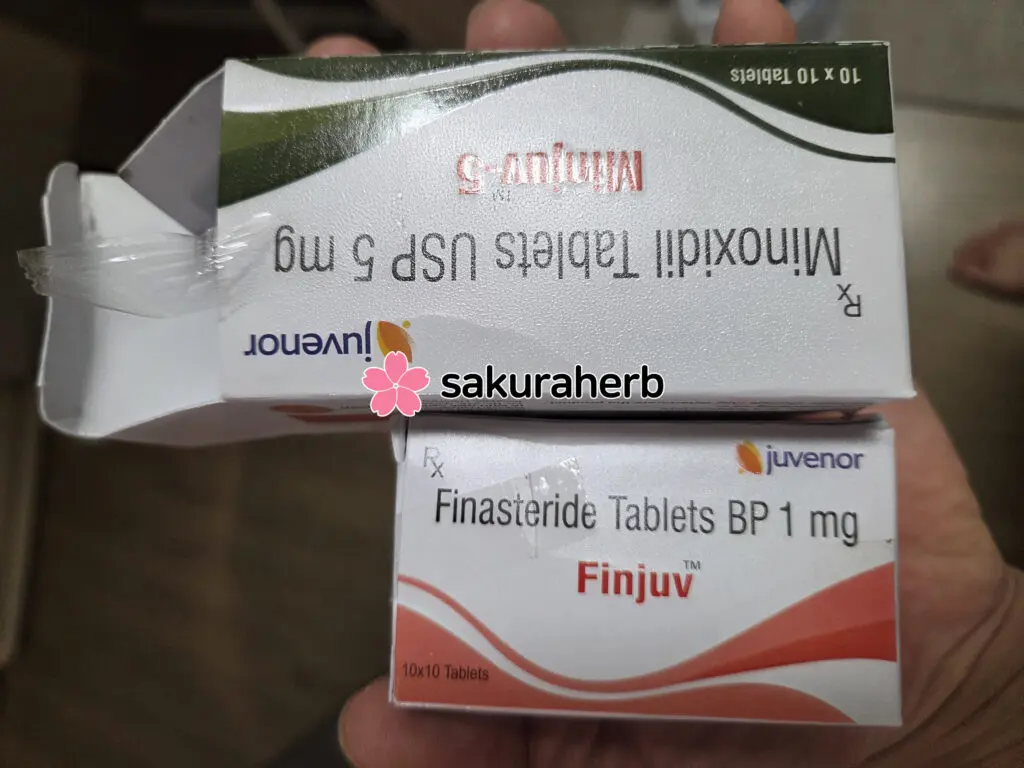 10 x 10 Tablets
Minjuv-5™
Minoxidil Tablets USP 5 mg
Rx
juvenor
sakuraherb
Rx
juvenor
Finasteride Tablets BP 1 mg
Finjuv™
10x10 Tablets